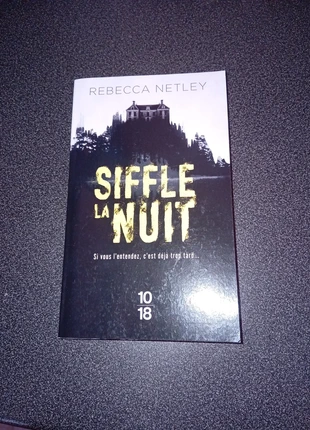 REBECCA NETLEY
SIFFLE
LA NUIT
Si vous l'entendez, c'est déjà trop tard...
10
18